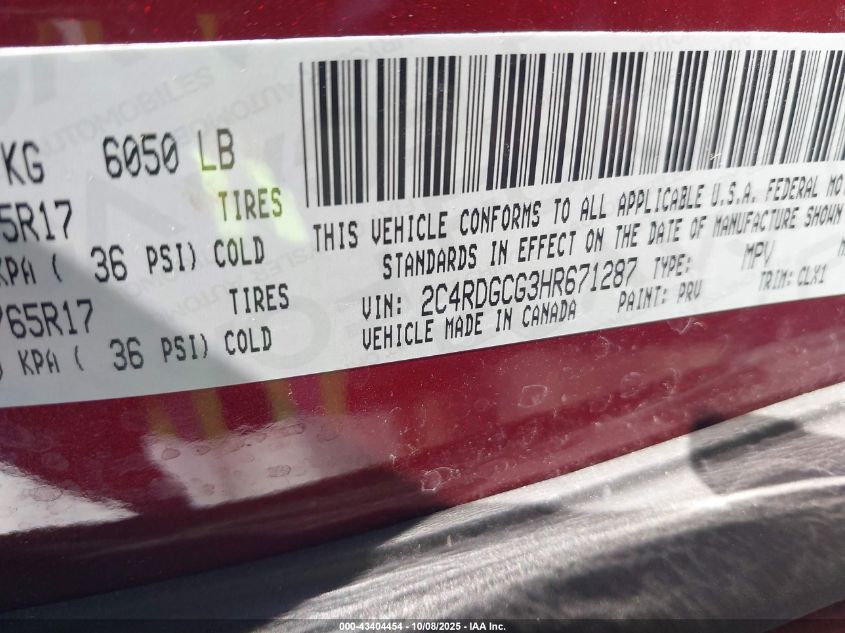 KG 6050 LB
5R17 TIRES
KPA ( 36 PSI) COLD
/65R17 TIRES
KPA ( 36 PSI) COLD
THIS VEHICLE CONFORMS TO ALL APPLICABLE U.S.A. FEDERAL MOT
STANDARDS IN EFFECT ON THE DATE OF MANUFACTURE SHOWN
VIN: 2C4RDGCG3HR671287 TYPE: MPV
VEHICLE MADE IN CANADA PAINT: PRV TRIM: CLX1
000-43404454 - 10/08/2025 - IAA Inc.